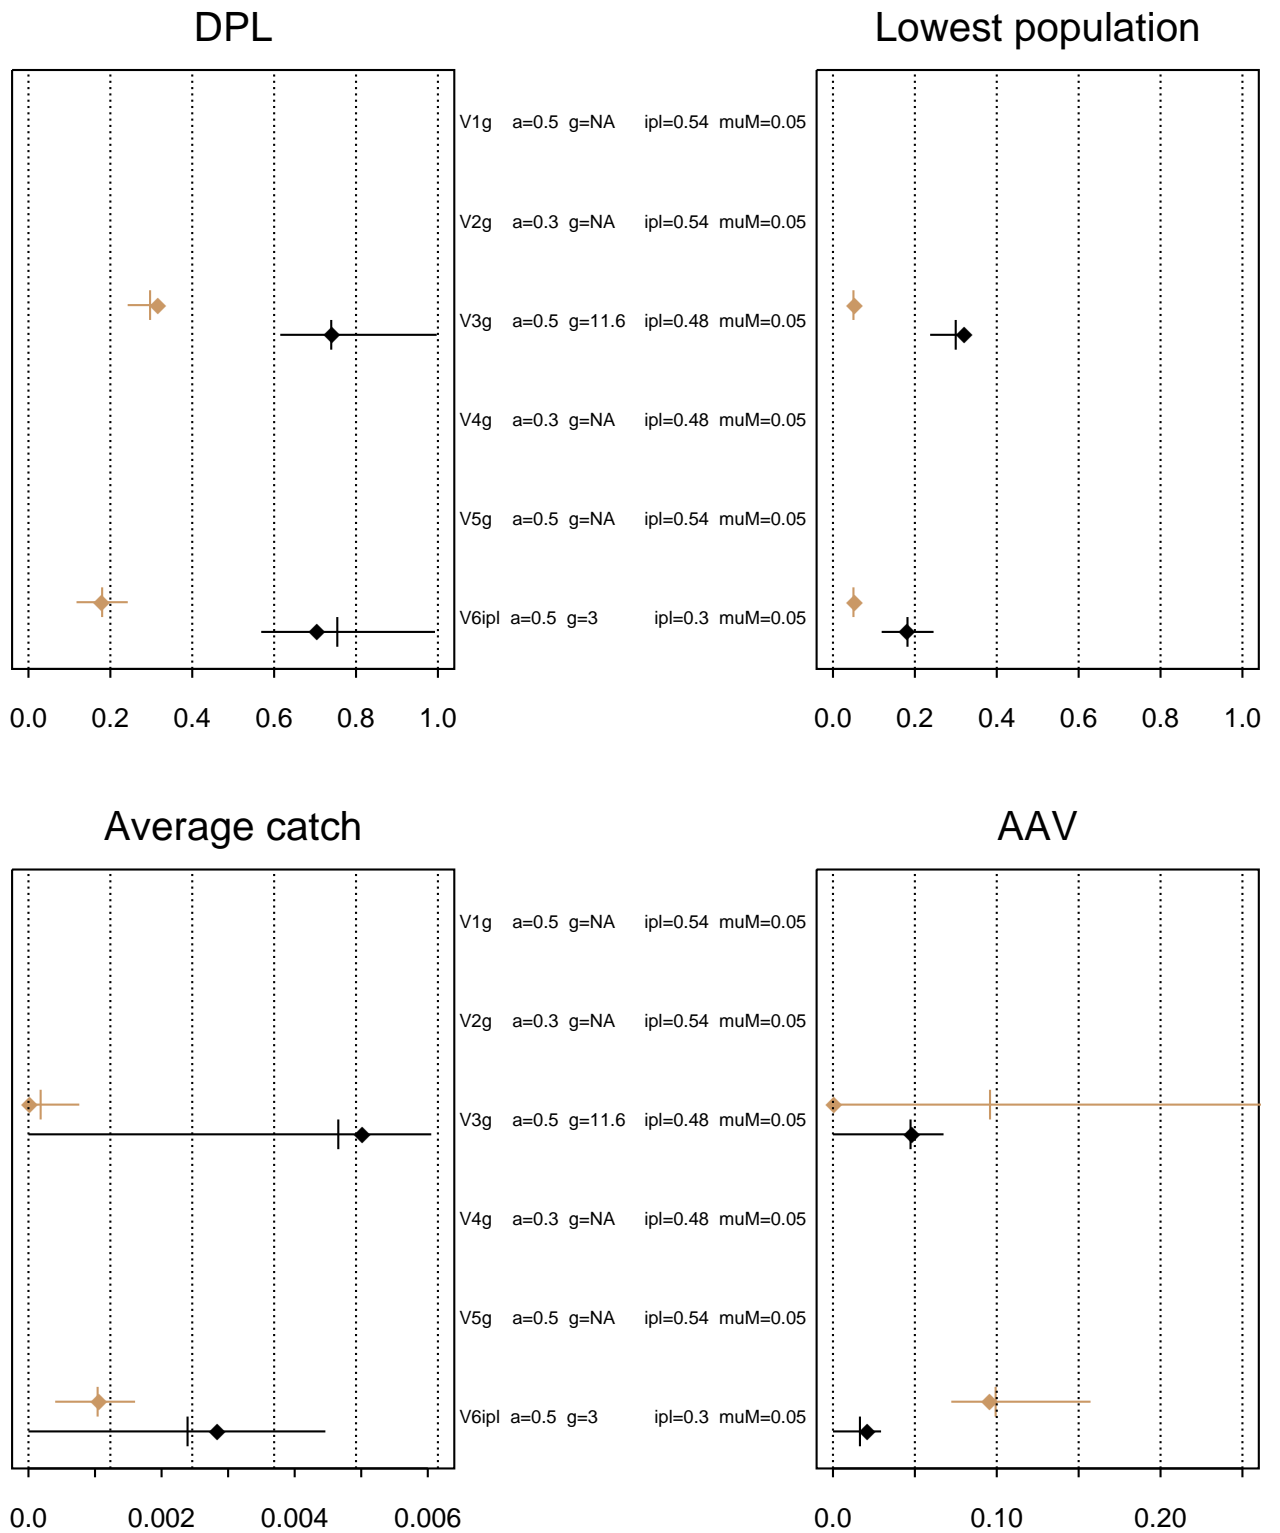 DPL
Lowest population
V1g a=0.5 g=NA ipl=0.54 muM=0.05
V2g a=0.3 g=NA ipl=0.54 muM=0.05
V3g a=0.5 g=11.6 ipl=0.48 muM=0.05
V4g a=0.3 g=NA ipl=0.48 muM=0.05
V5g a=0.5 g=NA ipl=0.54 muM=0.05
V6ipl a=0.5 g=3 ipl=0.3 muM=0.05
0.0 0.2 0.4 0.6 0.8 1.0
0.0 0.2 0.4 0.6 0.8 1.0
Average catch
AAV
V1g a=0.5 g=NA ipl=0.54 muM=0.05
V2g a=0.3 g=NA ipl=0.54 muM=0.05
V3g a=0.5 g=11.6 ipl=0.48 muM=0.05
V4g a=0.3 g=NA ipl=0.48 muM=0.05
V5g a=0.5 g=NA ipl=0.54 muM=0.05
V6ipl a=0.5 g=3 ipl=0.3 muM=0.05
0.0 0.002 0.004 0.006
0.0 0.10 0.20